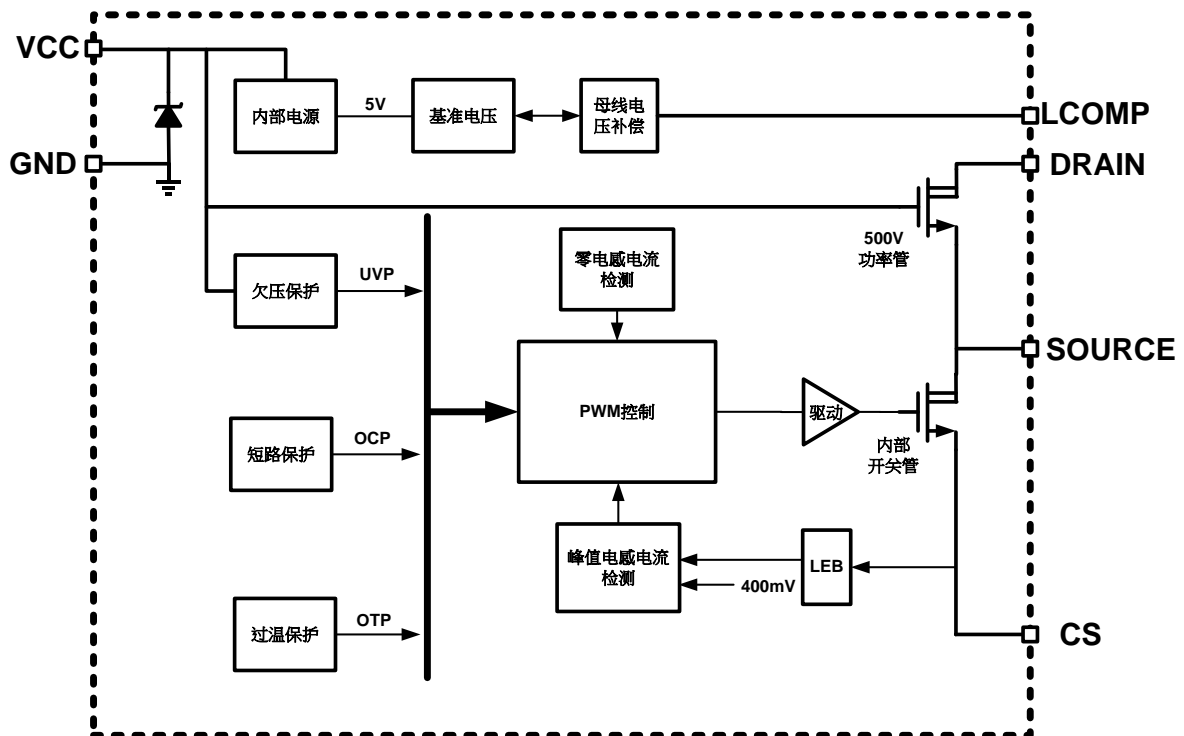 VCC
GND
内部电源
5V
基准电压
母线电
压补偿
LCOMP
DRAIN
500V
功率管
零电感电流
检测
欠压保护
UVP
SOURCE
PWM控制
驱动
内部
开关管
短路保护
OCP
峰值电感电流
检测
LEB
400mV
过温保护
OTP
CS